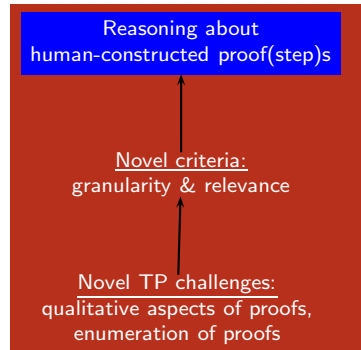 Reasoning about
human-constructed proof(step)s
Novel criteria:
granularity & relevance
Novel TP challenges:
qualitative aspects of proofs,
enumeration of proofs